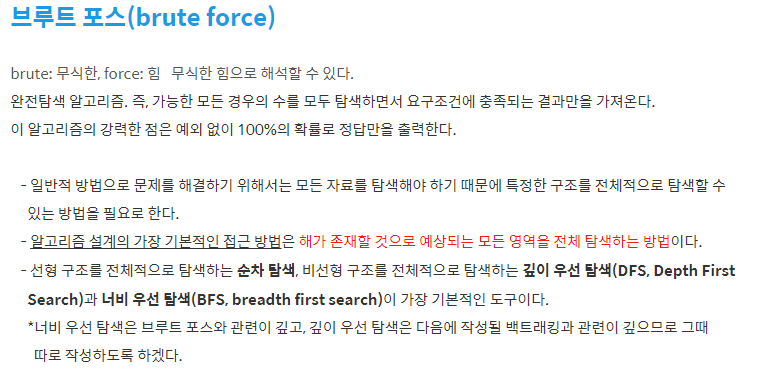 브루트 포스(brute force)
brute: 무식한, force: 힘 무식한 힘으로 해석할 수 있다.
완전탐색 알고리즘. 즉, 가능한 모든 경우의 수를 모두 탐색하면서 요구조건에 충족되는 결과만을 가져온다.
이 알고리즘의 강력한 점은 예외 없이 100%의 확률로 정답만을 출력한다.
- 일반적 방법으로 문제를 해결하기 위해서는 모든 자료를 탐색해야 하기 때문에 특정한 구조를 전체적으로 탐색할 수
있는 방법을 필요로 한다.
- 알고리즘 설계의 가장 기본적인 접근 방법은 해가 존재할 것으로 예상되는 모든 영역을 전체 탐색하는 방법이다.
- 선형 구조를 전체적으로 탐색하는 순차 탐색, 비선형 구조를 전체적으로 탐색하는 깊이 우선 탐색(DFS, Depth First
Search)과 너비 우선 탐색(BFS, breadth first search)이 가장 기본적인 도구이다.
*너비 우선 탐색은 브루트 포스와 관련이 깊고, 깊이 우선 탐색은 다음에 작성될 백트래킹과 관련이 깊으므로 그때
따로 작성하도록 하겠다.